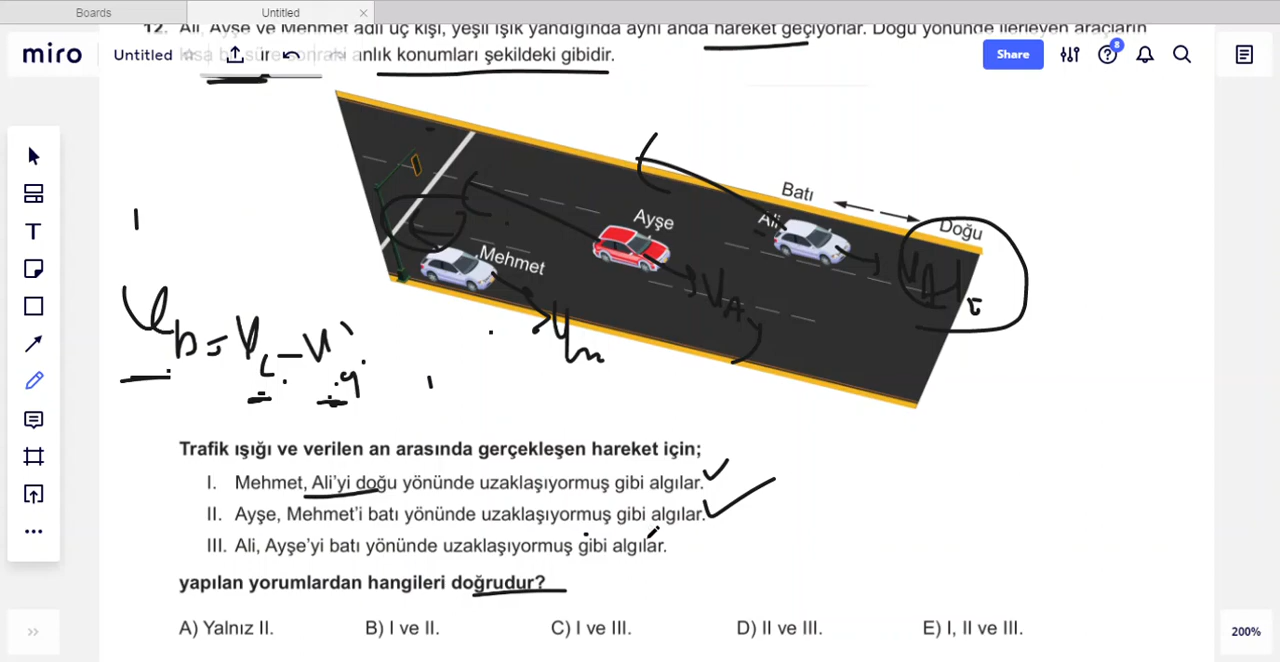 Boards
Untitled
12. Ali, Ayşe ve Mehmet adlı üç kişi, yeşil ışık yandığında aynı anda hareket geçiyorlar. Doğu yönünde ilerleyen araçların
miro
Untitled
anlık konumları şekildeki gibidir.
Share
8
Batı
Doğu
Ali
Ayşe
Mehmet
T
Trafik ışığı ve verilen an arasında gerçekleşen hareket için;
I. Mehmet, Ali'yi doğu yönünde uzaklaşıyormuş gibi algılar.
II. Ayşe, Mehmet'i batı yönünde uzaklaşıyormuş gibi algılar.
III. Ali, Ayşe'yi batı yönünde uzaklaşıyormuş gibi algılar.
yapılan yorumlardan hangileri doğrudur?
A) Yalnız II. B) I ve II. C) I ve III. D) II ve III. E) I, II ve III.
200%